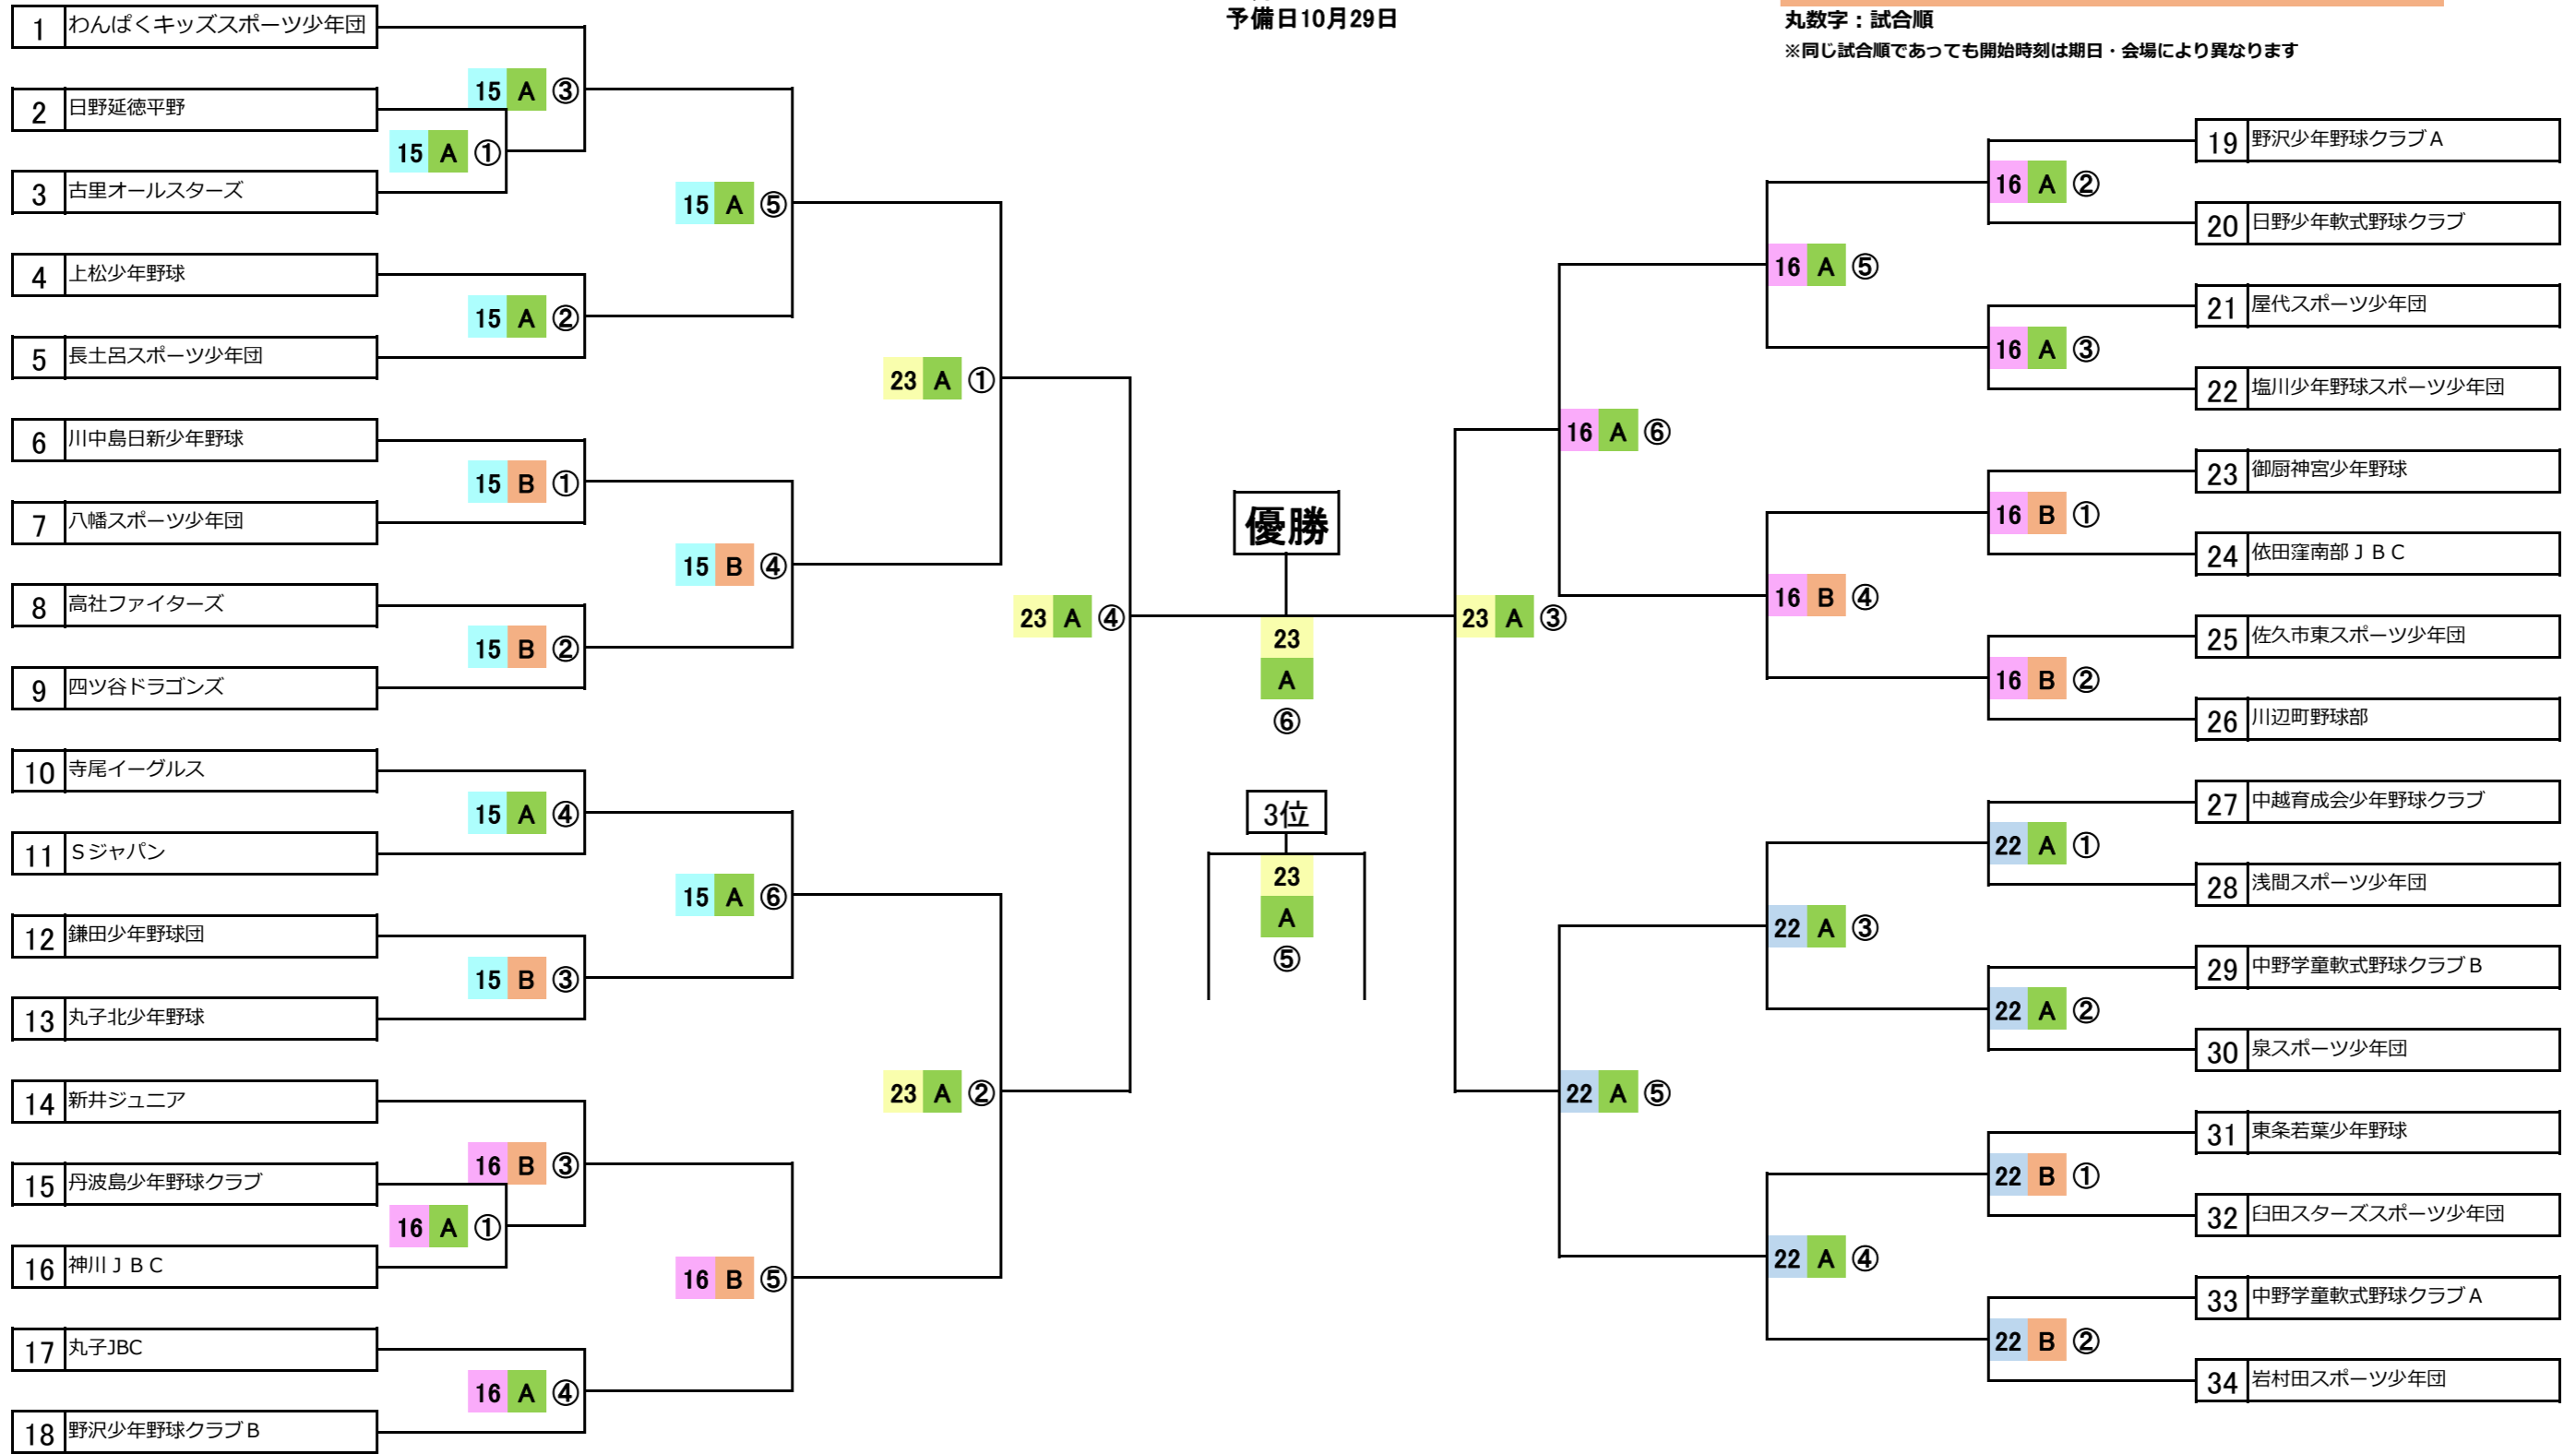 予備日10月29日
丸数字：試合順
※同じ試合順であっても開始時刻は期日・会場により異なります
1 わんぱくキッズスポーツ少年団
15 A ③
2 日野延徳平野
15 A ①
3 古里オールスターズ
15 A ⑤
4 上松少年野球
15 A ②
5 長土呂スポーツ少年団
23 A ①
6 川中島日新少年野球
15 B ①
7 八幡スポーツ少年団
15 B ④
8 高社ファイターズ
15 B ②
9 四ツ谷ドラゴンズ
23 A ④
10 寺尾イーグルス
15 A ④
11 Ｓジャパン
15 A ⑥
12 鎌田少年野球団
15 B ③
13 丸子北少年野球
23 A ②
14 新井ジュニア
16 B ③
15 丹波島少年野球クラブ
16 A ①
16 神川ＪＢＣ
16 B ⑤
17 丸子JBC
16 A ④
18 野沢少年野球クラブＢ
優勝
23
A
⑥
3位
23
A
⑤
19 野沢少年野球クラブＡ
16 A ②
20 日野少年軟式野球クラブ
16 A ⑤
21 屋代スポーツ少年団
16 A ③
22 塩川少年野球スポーツ少年団
16 A ⑥
23 御厨神宮少年野球
16 B ①
24 依田窪南部ＪＢＣ
16 B ④
25 佐久市東スポーツ少年団
16 B ②
26 川辺町野球部
23 A ③
27 中越育成会少年野球クラブ
22 A ①
28 浅間スポーツ少年団
22 A ③
29 中野学童軟式野球クラブＢ
22 A ②
30 泉スポーツ少年団
22 A ⑤
31 東条若葉少年野球
22 B ①
32 臼田スターズスポーツ少年団
22 A ④
33 中野学童軟式野球クラブＡ
22 B ②
34 岩村田スポーツ少年団